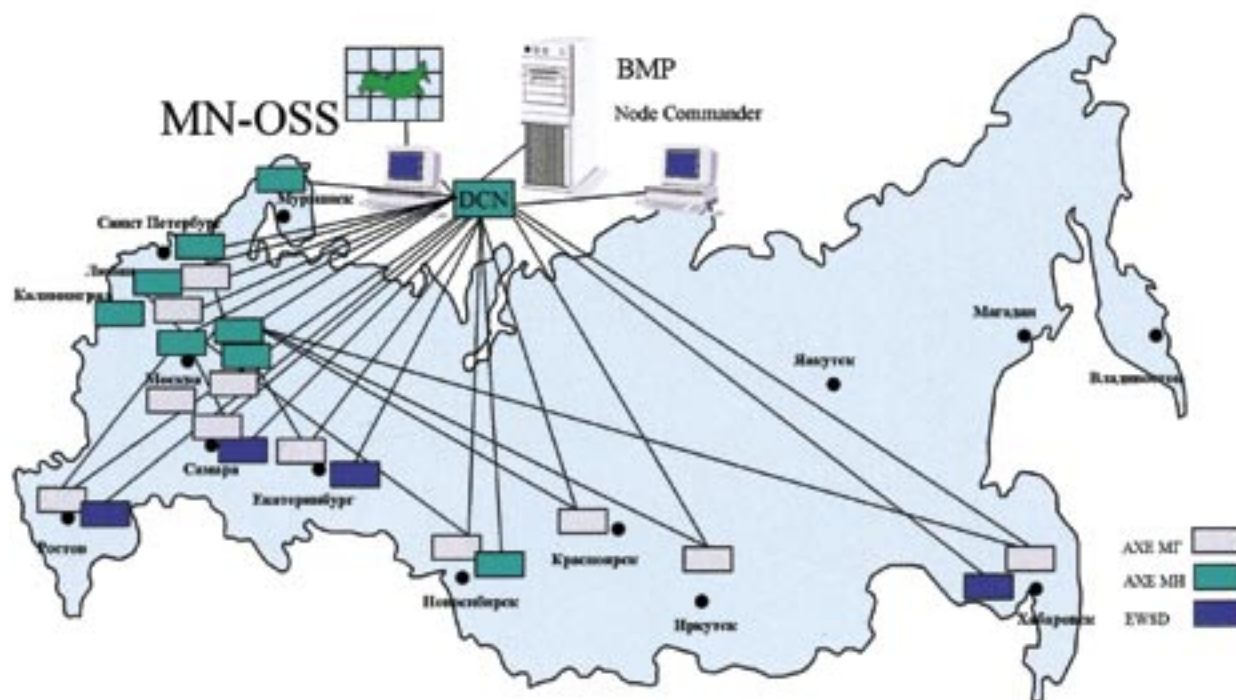 BMP
MN-OSS
Node Commander
DCN
Мурманск
Санкт Петербург
Калининград
Магадан
Якутск
Москва
Самара
Екатеринбург
Ростов
Красноярск
Новосибирск
Иркутск
Хабаровск
AXE МГ
AXE МН
EWSD